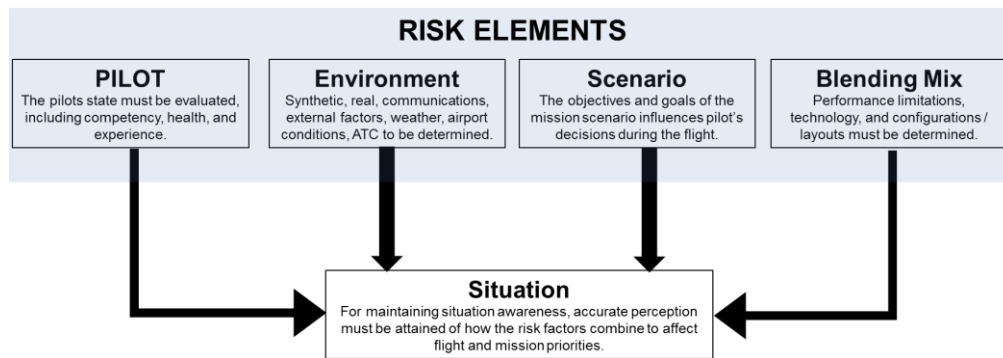 RISK ELEMENTS
PILOT
The pilots state must be evaluated,
including competency, health, and
experience.
Environment
Synthetic, real, communications,
external factors, weather, airport
conditions, ATC to be determined.
Scenario
The objectives and goals of the
mission scenario influences pilot's
decisions during the flight.
Blending Mix
Performance limitations,
technology, and configurations /
layouts must be determined.
Situation
For maintaining situation awareness, accurate perception
must be attained of how the risk factors combine to affect
flight and mission priorities.